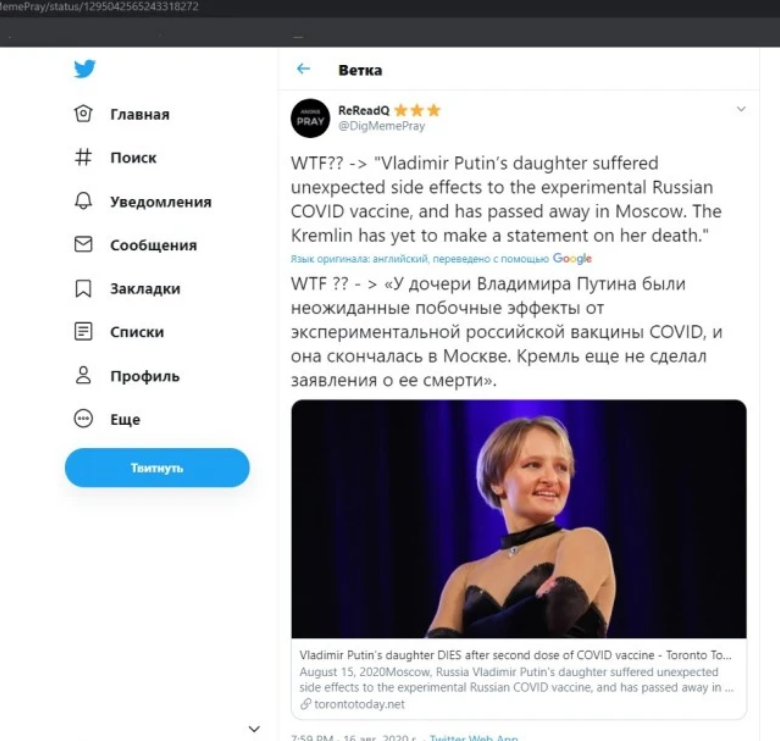 MemePray/status/1295042565243318272
Ветка
Главная
Поиск
Уведомления
Сообщения
Закладки
Списки
Профиль
Еще
Твитнуть
ANONS
PRAY
ReReadQ
@DigMemePray
WTF?? -> "Vladimir Putin's daughter suffered
unexpected side effects to the experimental Russian
COVID vaccine, and has passed away in Moscow. The
Kremlin has yet to make a statement on her death."
Язык оригинала: английский, переведено с помощью Google
WTF ?? - > «У дочери Владимира Путина были
неожиданные побочные эффекты от
экспериментальной российской вакцины COVID, и
она скончалась в Москве. Кремль еще не сделал
заявления о ее смерти».
Vladimir Putin's daughter DIES after second dose of COVID vaccine - Toronto To...
August 15, 2020Moscow, Russia Vladimir Putin's daughter suffered unexpected
side effects to the experimental Russian COVID vaccine, and has passed away in ...
torontotoday.net
7:59 PM · 16 авг. 2020 г. · Twitter Web App